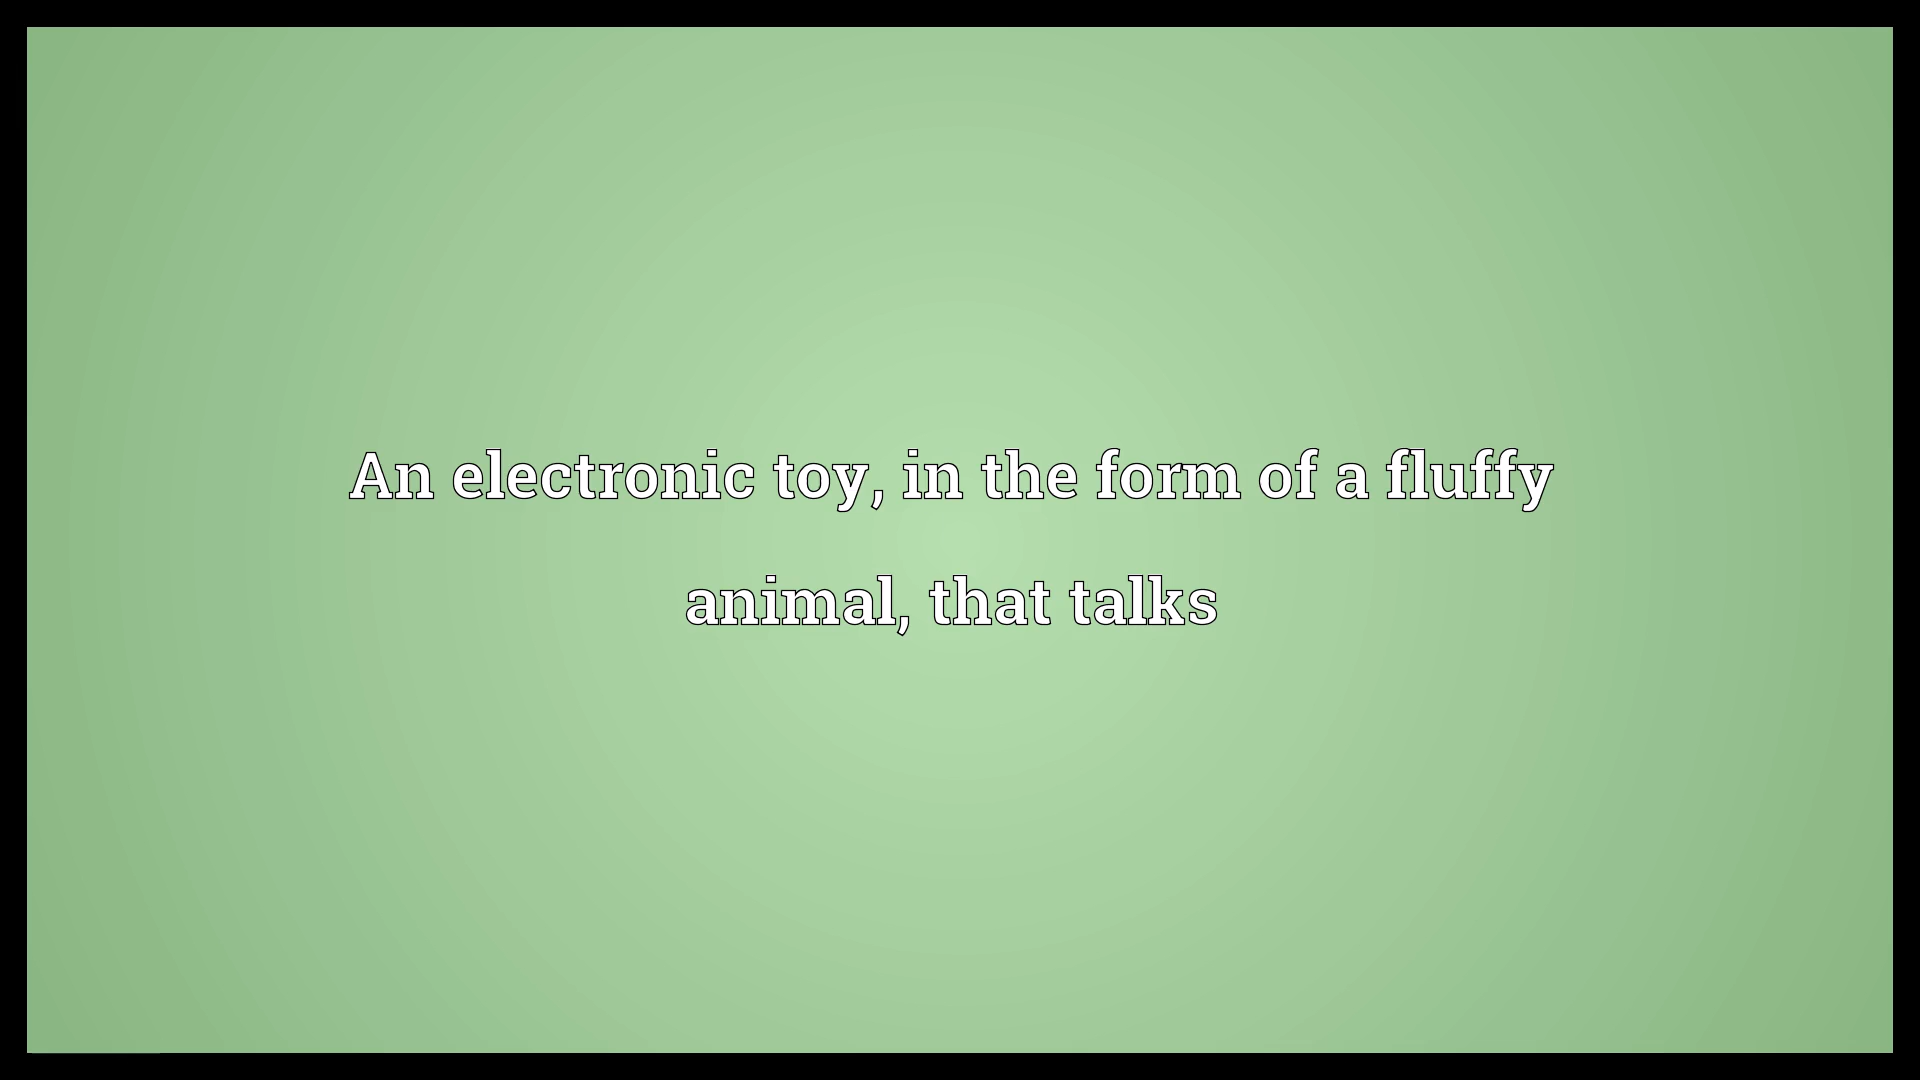 An electronic toy, in the form of a fluffy
animal, that talks